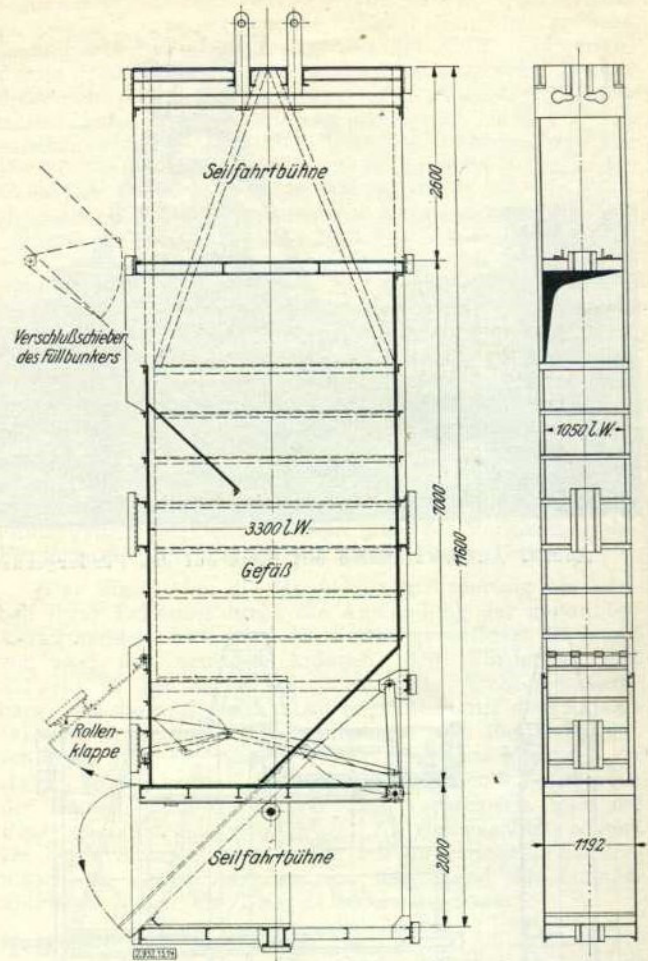 Seilfahrtbühne
2600
Verschlußschieber
des Füllbunkers
1050 l.W.
7000
11600
3300 l.W.
Gefäß
Rollen-
klappe
1192
Seilfahrtbühne
2000